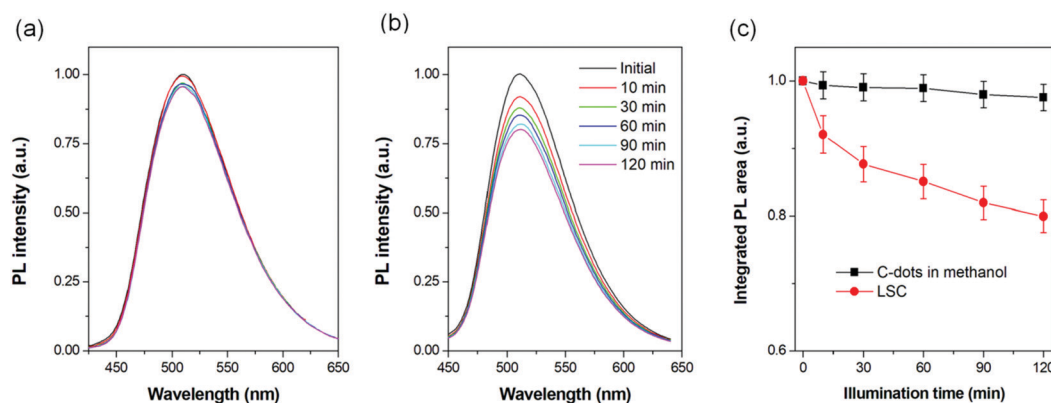 (a)
PL intensity (a.u.)
1.00
0.75
0.50
0.25
0.00
450 500 550 600 650
Wavelength (nm)
(b)
PL intensity (a.u.)
1.00
0.75
0.50
0.25
0.00
Initial
10 min
30 min
60 min
90 min
120 min
450 500 550 600 650
Wavelength (nm)
(c)
Integrated PL area (a.u.)
1.0
0.8
0.6
C-dots in methanol
LSC
0 30 60 90 120
Illumination time (min)